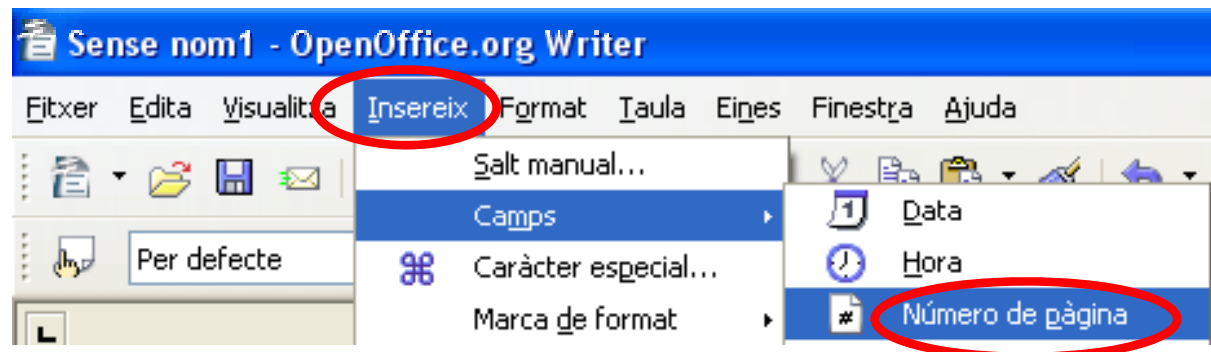 Sense nom1 - OpenOffice.org Writer
Fitxer Edita Visualitza Insereix Format Taula Eines Finestra Ajuda
Salt manual...
Camps
Data
Per defecte
Caràcter especial...
Hora
Marca de format
Número de pàgina